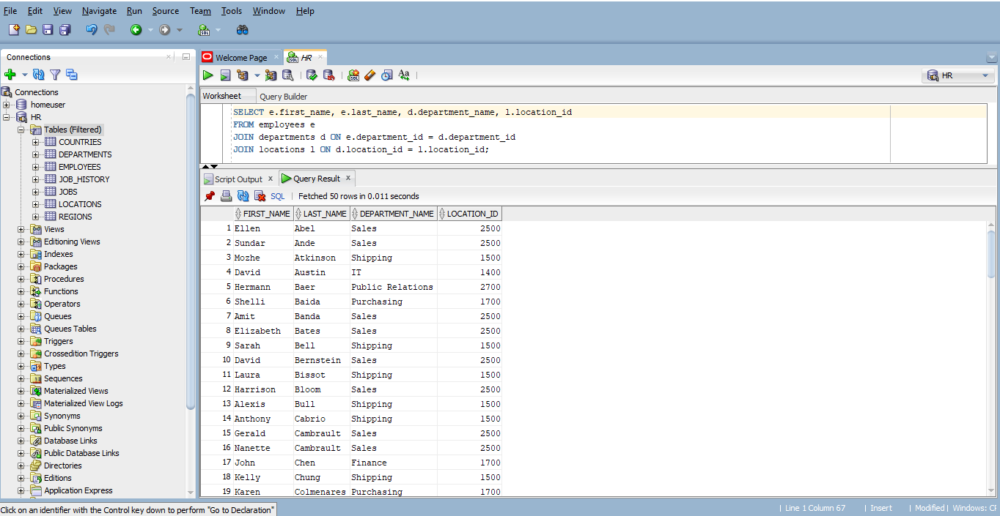 File Edit View Navigate Run Source Team Tools Window Help
Connections
Connections
homeuser
HR
Tables (Filtered)
COUNTRIES
DEPARTMENTS
EMPLOYEES
JOB_HISTORY
JOBS
LOCATIONS
REGIONS
Views
Editioning Views
Indexes
Packages
Procedures
Functions
Operators
Queues
Queues Tables
Triggers
Crossedition Triggers
Types
Sequences
Materialized Views
Materialized View Logs
Synonyms
Public Synonyms
Database Links
Public Database Links
Directories
Editions
Application Express
Welcome Page HR
HR
Worksheet Query Builder
SELECT e.first_name, e.last_name, d.department_name, l.location_id
FROM employees e
JOIN departments d ON e.department_id = d.department_id
JOIN locations l ON d.location_id = l.location_id;
Script Output x Query Result x
SQL | Fetched 50 rows in 0.011 seconds
FIRST_NAME LAST_NAME DEPARTMENT_NAME LOCATION_ID
1 Ellen Abel Sales 2500
2 Sundar Ande Sales 2500
3 Mozhe Atkinson Shipping 1500
4 David Austin IT 1400
5 Hermann Baer Public Relations 2700
6 Shelli Baida Purchasing 1700
7 Amit Banda Sales 2500
8 Elizabeth Bates Sales 2500
9 Sarah Bell Shipping 1500
10 David Bernstein Sales 2500
11 Laura Bissot Shipping 1500
12 Harrison Bloom Sales 2500
13 Alexis Bull Shipping 1500
14 Anthony Cabrio Shipping 1500
15 Gerald Cambrault Sales 2500
16 Nanette Cambrault Sales 2500
17 John Chen Finance 1700
18 Kelly Chung Shipping 1500
19 Karen Colmenares Purchasing 1700
Click on an identifier with the Control key down to perform "Go to Declaration"
| Line 1 Column 67 | Insert | Modified | Windows: CF